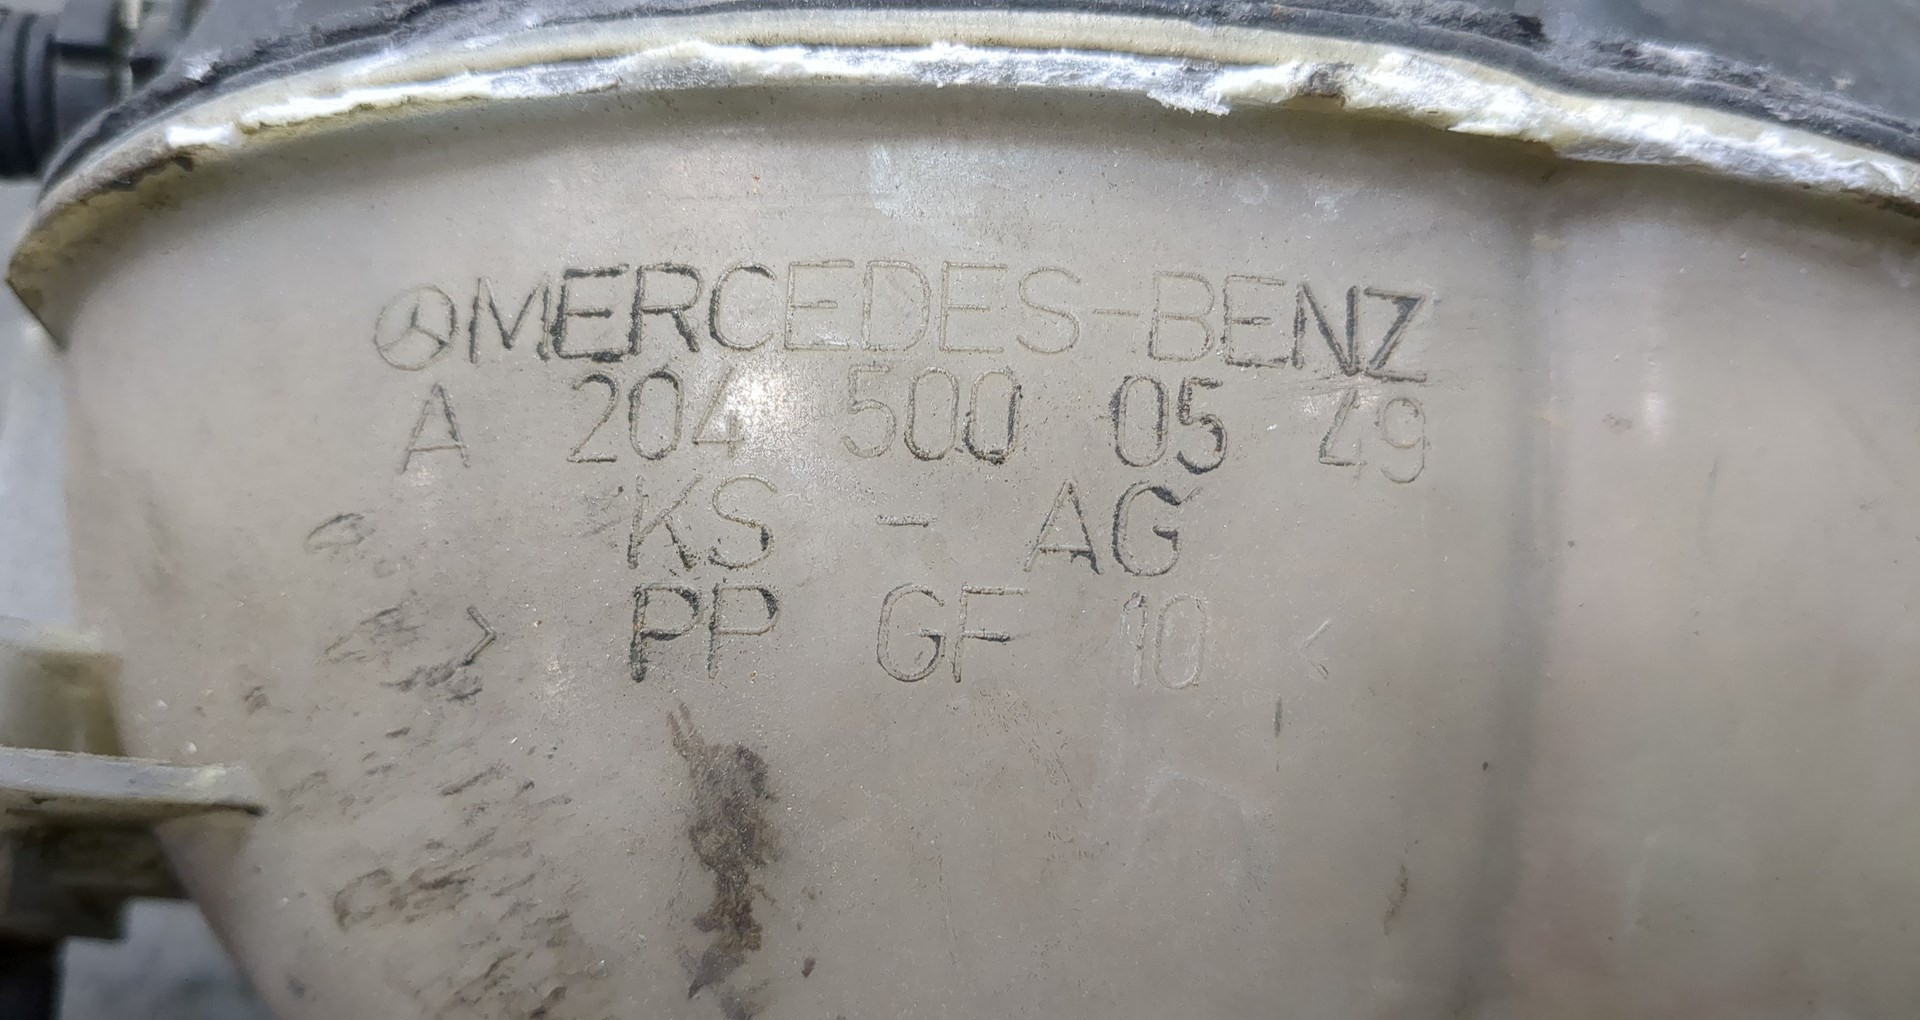 MERCEDES-BENZ
A 204 500 05 49
KS - AG
> PP GF 10 <